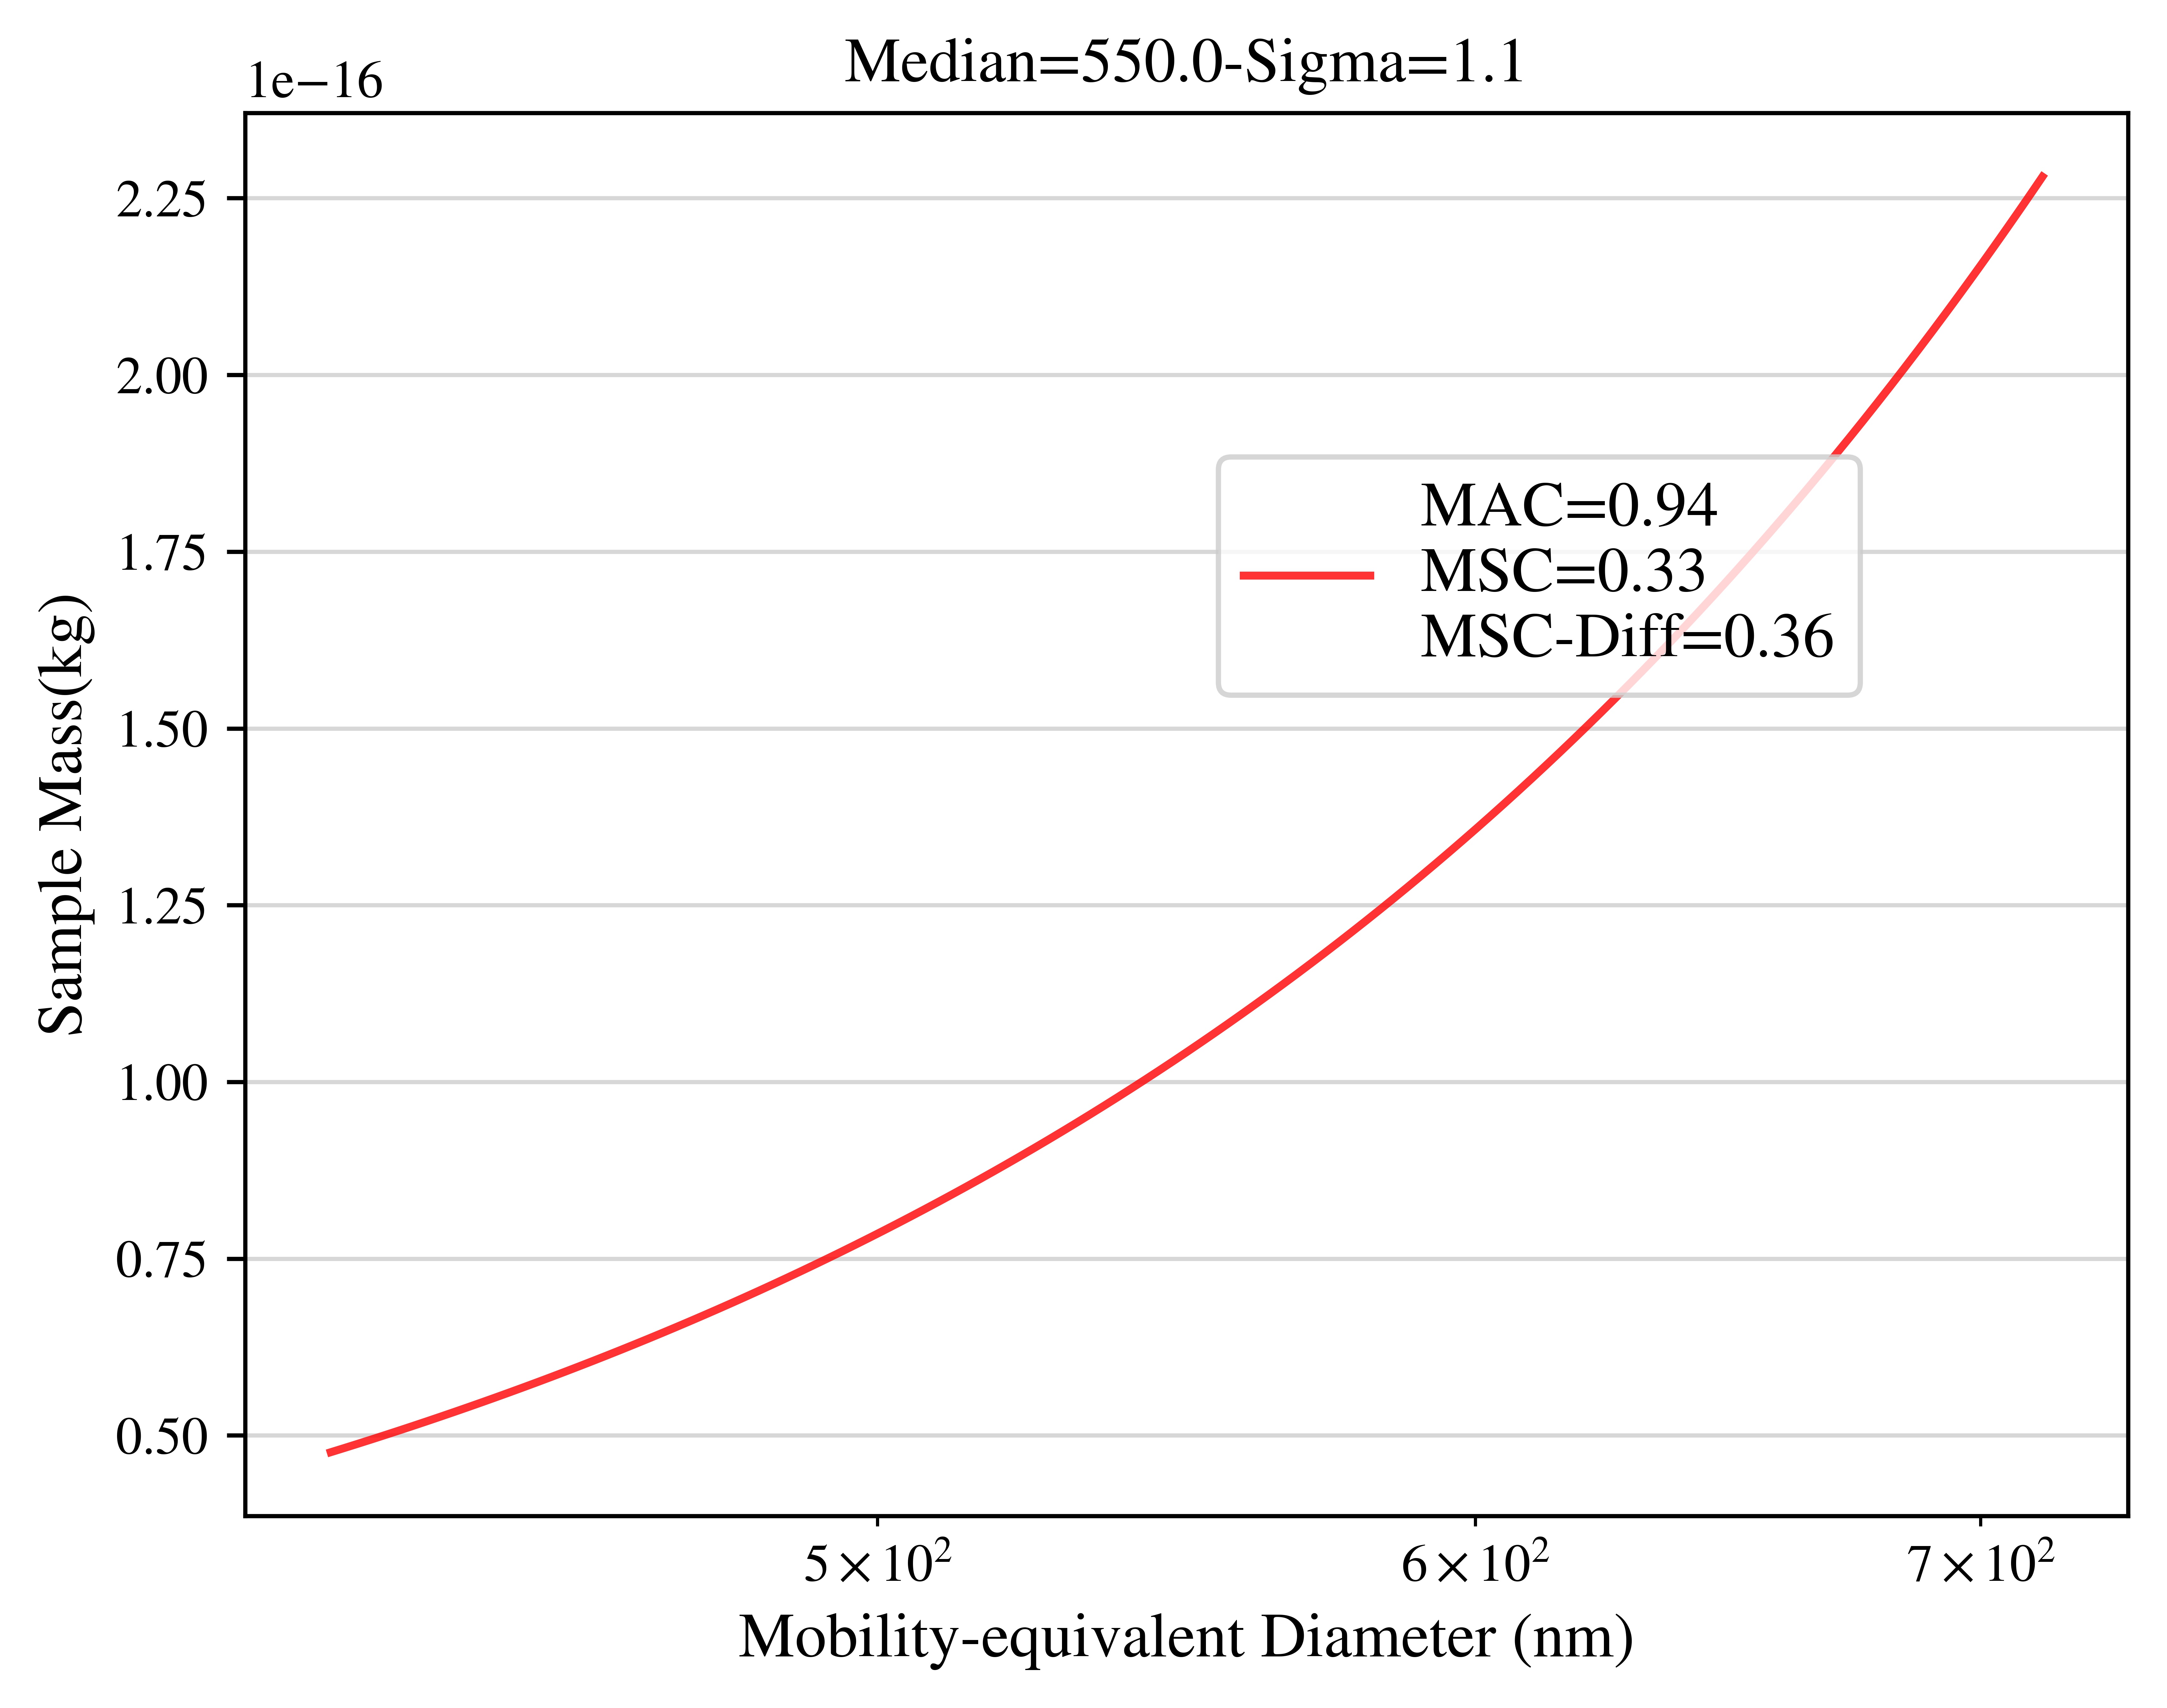 Median=550.0-Sigma=1.1
1e−16
2.25
2.00
1.75
1.50
1.25
1.00
0.75
0.50
Sample Mass(kg)
MAC=0.94
MSC=0.33
MSC-Diff=0.36
5×10²
6×10²
7×10²
Mobility-equivalent Diameter (nm)